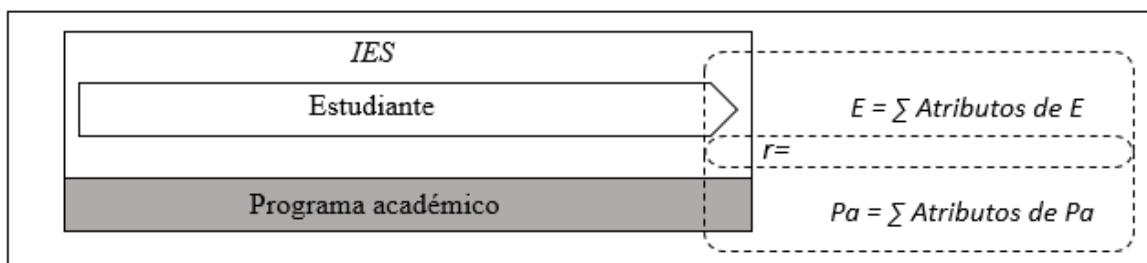 IES
Estudiante
E = ∑ Atributos de E
r=
Programa académico
Pa = ∑ Atributos de Pa